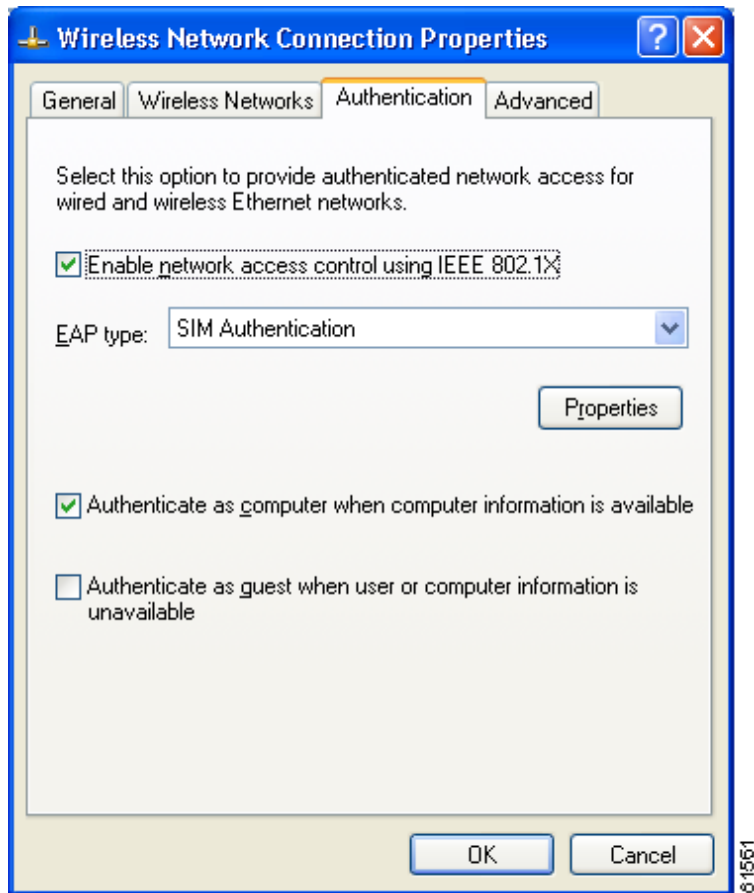 Wireless Network Connection Properties
General Wireless Networks Authentication Advanced
Select this option to provide authenticated network access for
wired and wireless Ethernet networks.
Enable network access control using IEEE 802.1X
EAP type: SIM Authentication
Properties
Authenticate as computer when computer information is available
Authenticate as guest when user or computer information is
unavailable
OK Cancel
61561